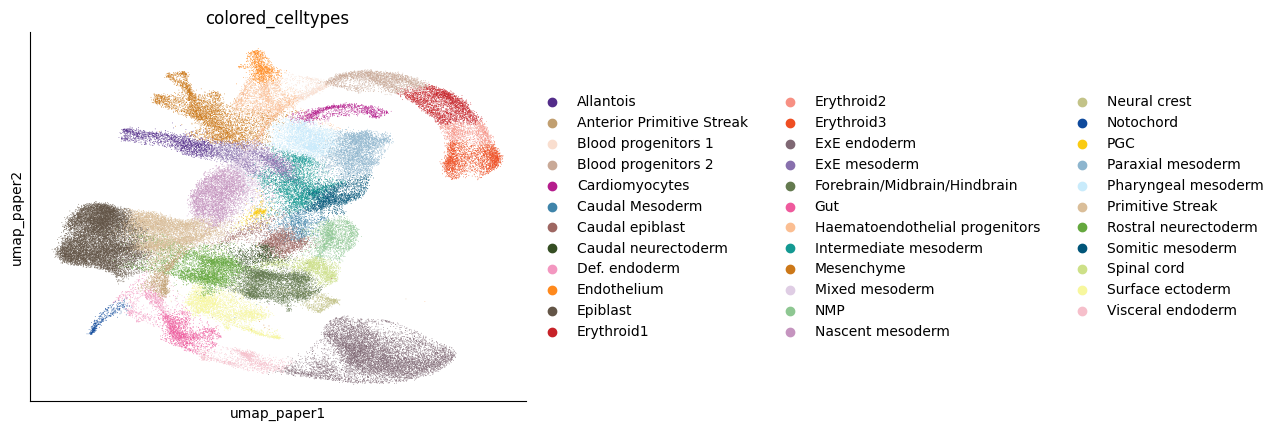 colored_celltypes
umap_paper2
umap_paper1
Allantois
Anterior Primitive Streak
Blood progenitors 1
Blood progenitors 2
Cardiomyocytes
Caudal Mesoderm
Caudal epiblast
Caudal neurectoderm
Def. endoderm
Endothelium
Epiblast
Erythroid1
Erythroid2
Erythroid3
ExE endoderm
ExE mesoderm
Forebrain/Midbrain/Hindbrain
Gut
Haematoendothelial progenitors
Intermediate mesoderm
Mesenchyme
Mixed mesoderm
NMP
Nascent mesoderm
Neural crest
Notochord
PGC
Paraxial mesoderm
Pharyngeal mesoderm
Primitive Streak
Rostral neurectoderm
Somitic mesoderm
Spinal cord
Surface ectoderm
Visceral endoderm